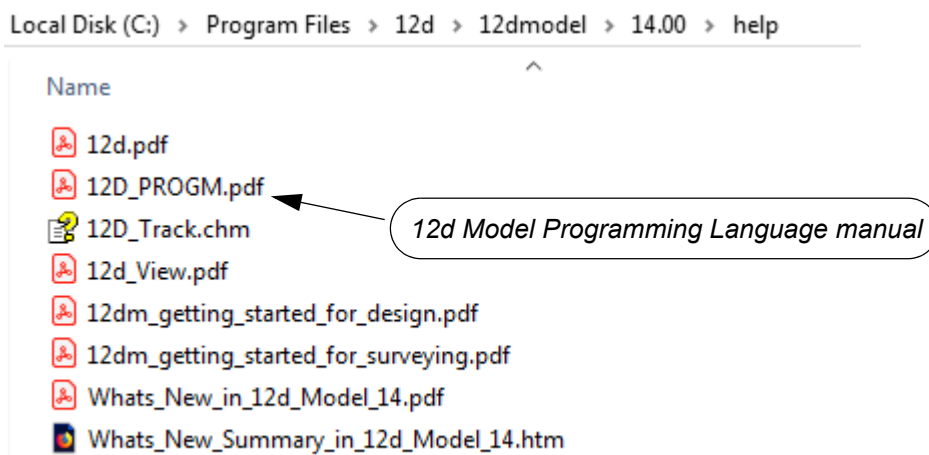 Local Disk (C:) > Program Files > 12d > 12dmodel > 14.00 > help
Name
12d.pdf
12D_PROGM.pdf
12D_Track.chm
12d Model Programming Language manual
12d_View.pdf
12dm_getting_started_for_design.pdf
12dm_getting_started_for_surveying.pdf
Whats_New_in_12d_Model_14.pdf
Whats_New_Summary_in_12d_Model_14.htm